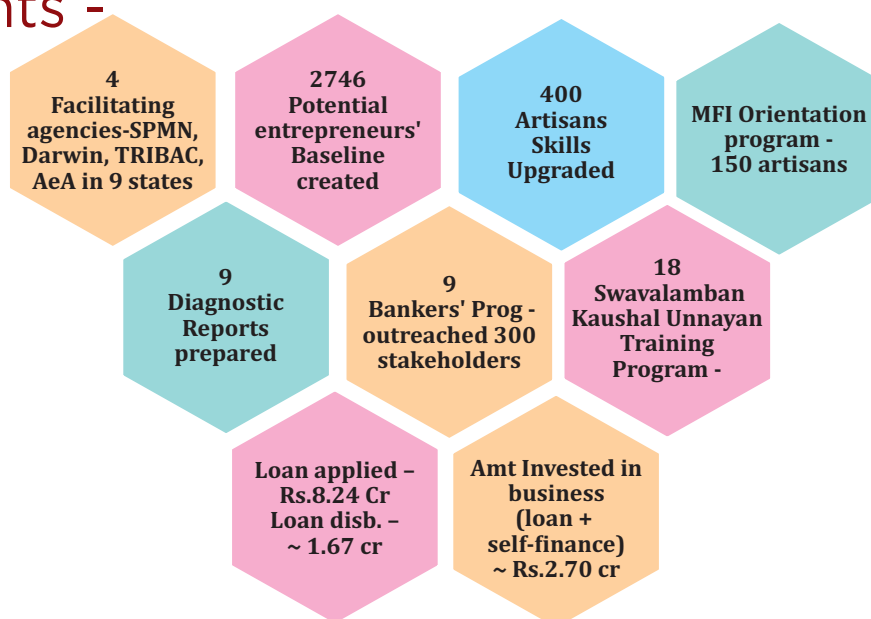 nts -
4
Facilitating
agencies-SPMN,
Darwin, TRIBAC,
AeA in 9 states
2746
Potential
entrepreneurs'
Baseline
created
400
Artisans
Skills
Upgraded
MFI Orientation
program -
150 artisans
9
Diagnostic
Reports
prepared
9
Bankers' Prog -
outreached 300
stakeholders
18
Swavalamban
Kaushal Unnayan
Training
Program -
Loan applied –
Rs.8.24 Cr
Loan disb. –
~ 1.67 cr
Amt Invested in
business
(loan +
self-finance)
~ Rs.2.70 cr